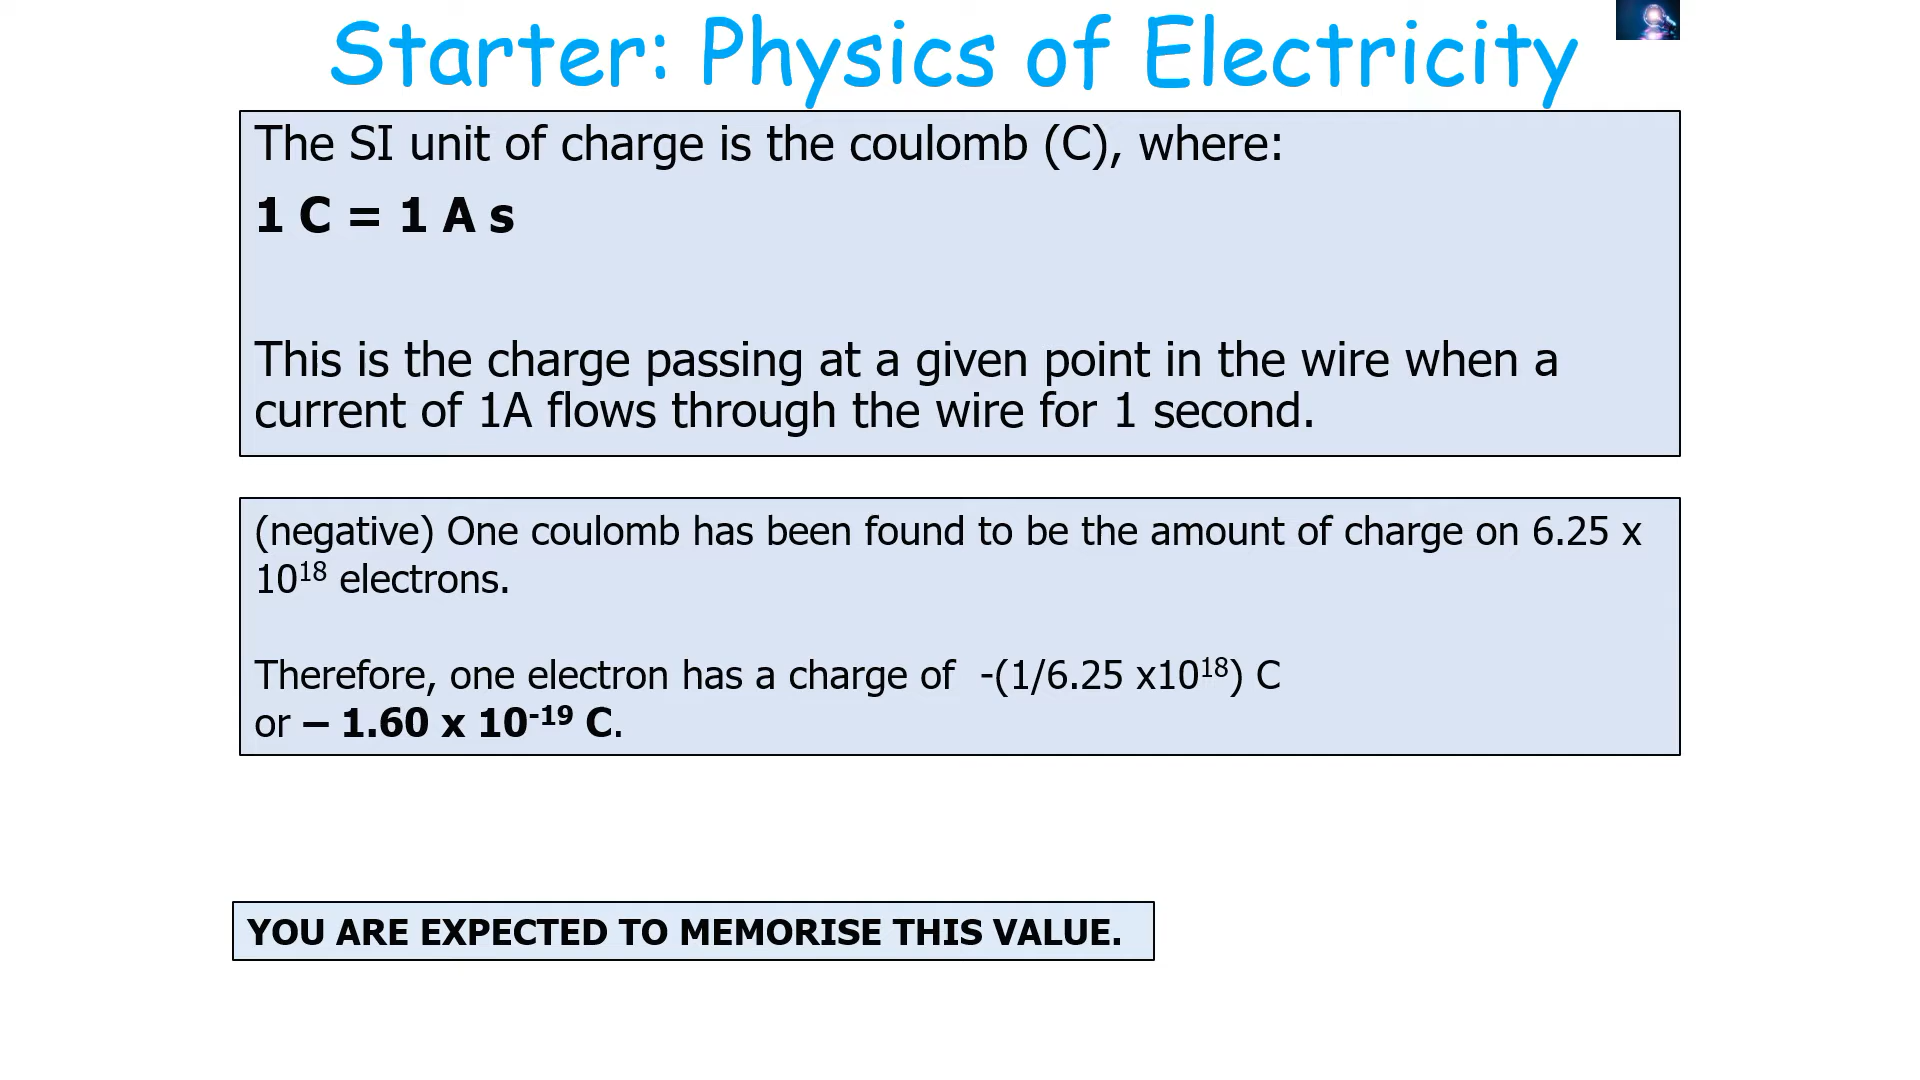 Starter: Physics of Electricity
The SI unit of charge is the coulomb (C), where:
1 C = 1 A s
This is the charge passing at a given point in the wire when a
current of 1A flows through the wire for 1 second.
(negative) One coulomb has been found to be the amount of charge on 6.25 x
10¹⁸ electrons.
Therefore, one electron has a charge of  -(1/6.25 x10¹⁸) C
or – 1.60 x 10⁻¹⁹ C.
YOU ARE EXPECTED TO MEMORISE THIS VALUE.